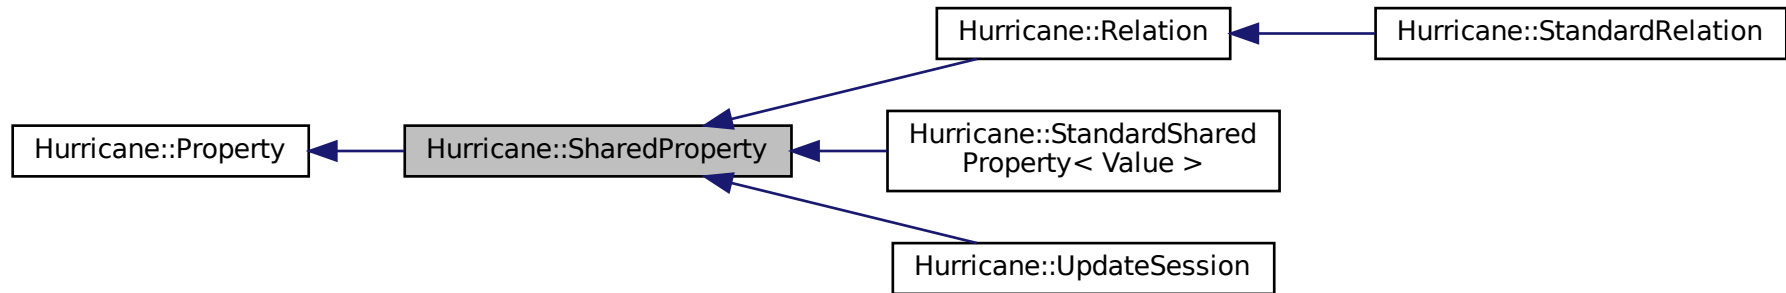 Hurricane::Relation
Hurricane::StandardRelation
Hurricane::Property
Hurricane::SharedProperty
Hurricane::StandardShared
Property< Value >
Hurricane::UpdateSession